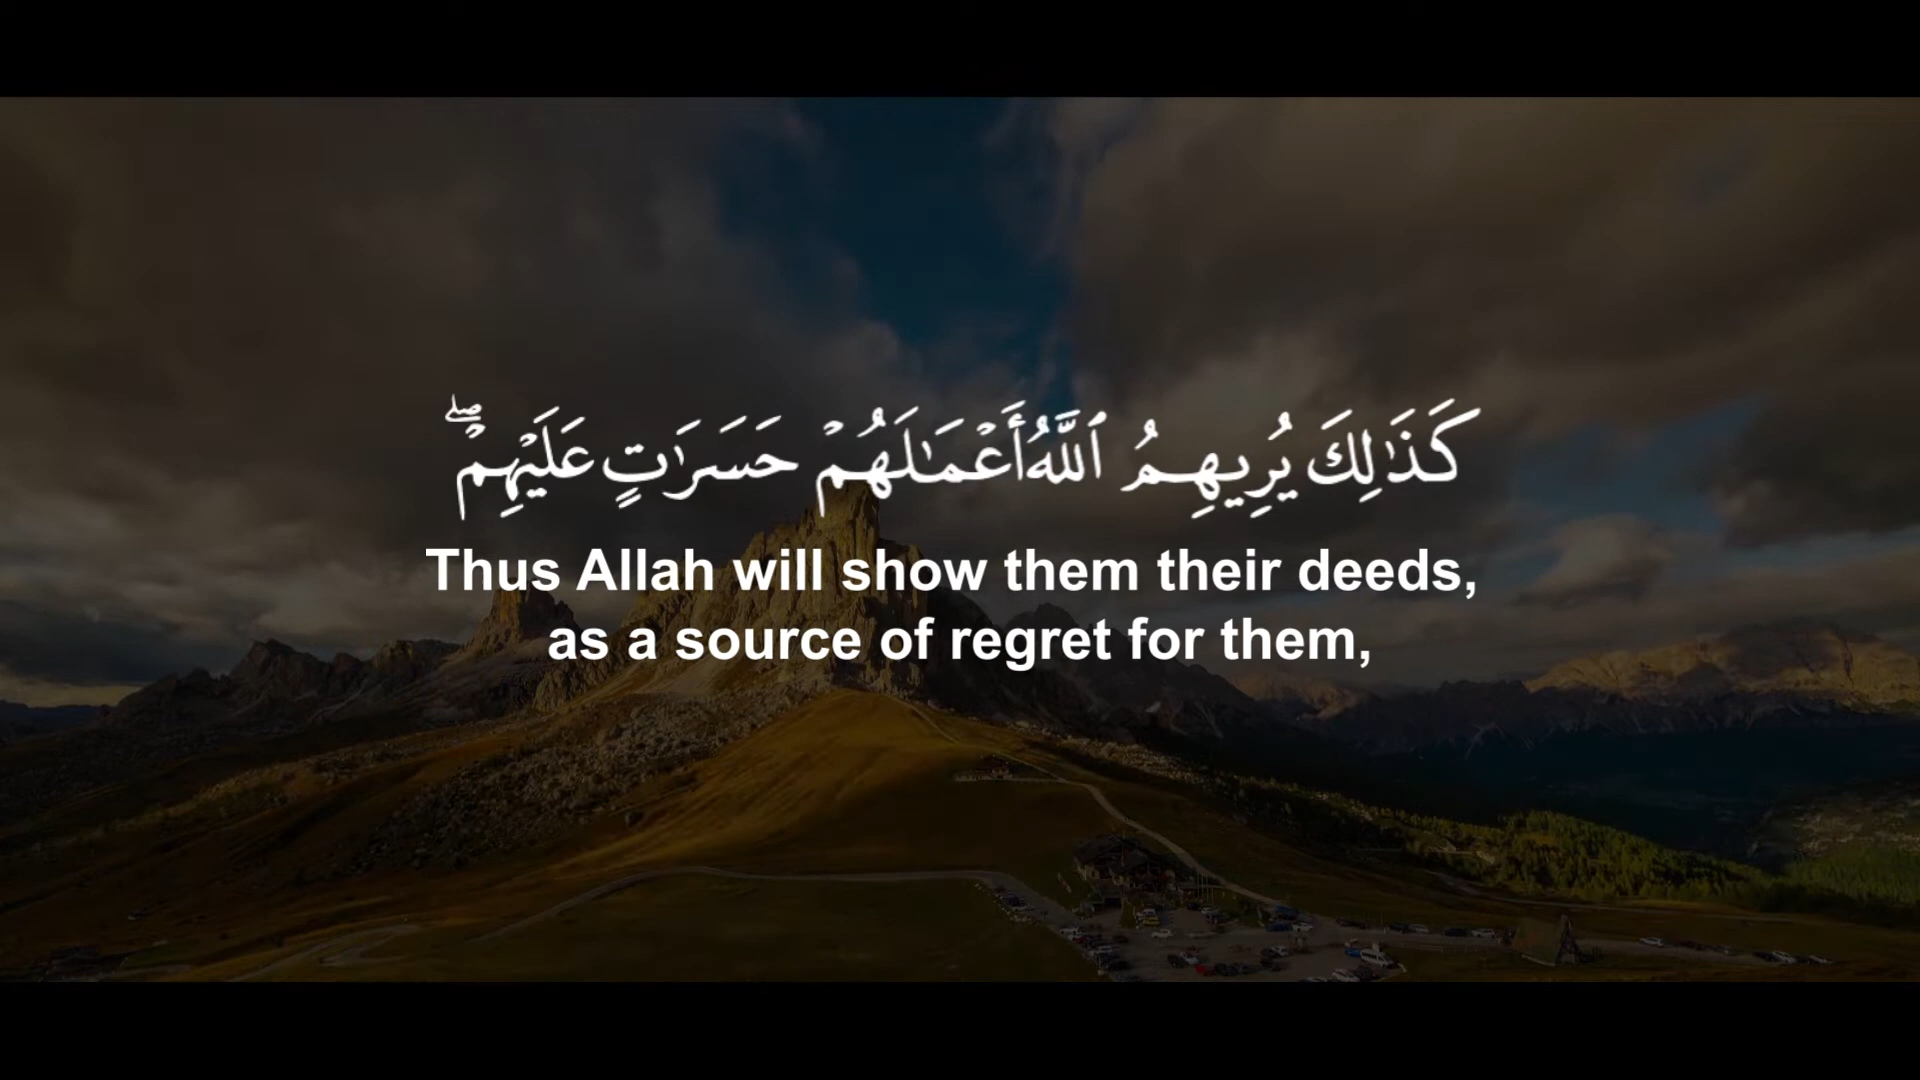 كَذَٰلِكَ يُرِيهِمُ ٱللَّهُ أَعْمَـٰلَهُمْ حَسَرَٰتٍ عَلَيْهِمْ ۖ
Thus Allah will show them their deeds,
as a source of regret for them,